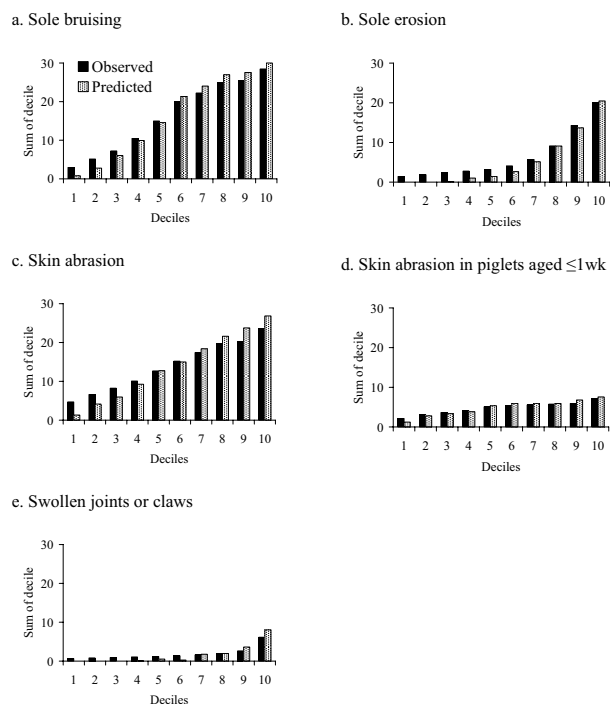 a. Sole bruising
30
20
10
0
Sum of decile
Observed
Predicted
1 2 3 4 5 6 7 8 9 10
Deciles
b. Sole erosion
30
20
10
0
Sum of decile
1 2 3 4 5 6 7 8 9 10
Deciles
c. Skin abrasion
30
20
10
0
Sum of decile
1 2 3 4 5 6 7 8 9 10
Deciles
d. Skin abrasion in piglets aged ≤1wk
30
20
10
0
Sum of decile
1 2 3 4 5 6 7 8 9 10
Deciles
e. Swollen joints or claws
30
20
10
0
Sum of decile
1 2 3 4 5 6 7 8 9 10
Deciles